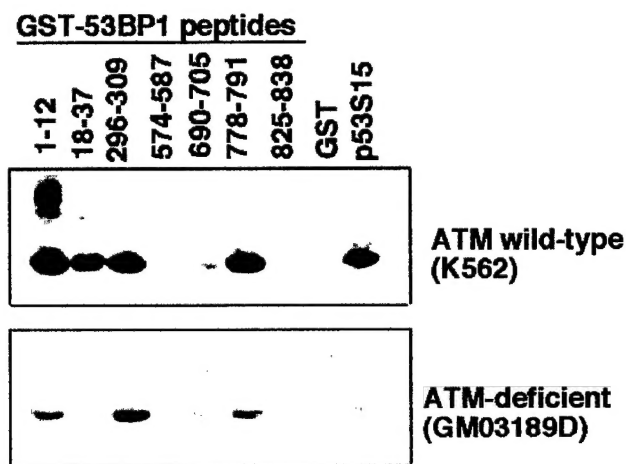 GST-53BP1 peptides
1-12
18-37
296-309
574-587
690-705
778-791
825-838
GST
p53S15
ATM wild-type
(K562)
ATM-deficient
(GM03189D)